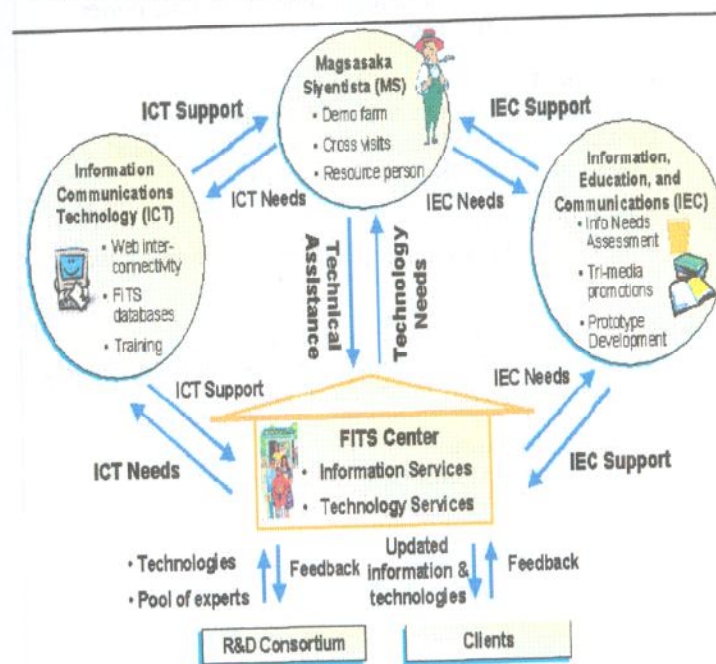 Magsasaka
Siyentista (MS)
• Demo farm
• Cross visits
• Resource person
ICT Support
IEC Support
ICT Needs
IEC Needs
Information
Communications
Technology (ICT)
• Web inter-
connectivity
• FITS
databases
• Training
Information,
Education, and
Communications (IEC)
• Info Needs
Assessment
• Tri-media
promotions
• Prototype
Development
Technical
Assistance
Technology
Needs
ICT Support
ICT Needs
IEC Needs
IEC Support
FITS Center
• Information Services
• Technology Services
• Technologies
• Pool of experts
Feedback
Updated
information &
technologies
Feedback
R&D Consortium
Clients